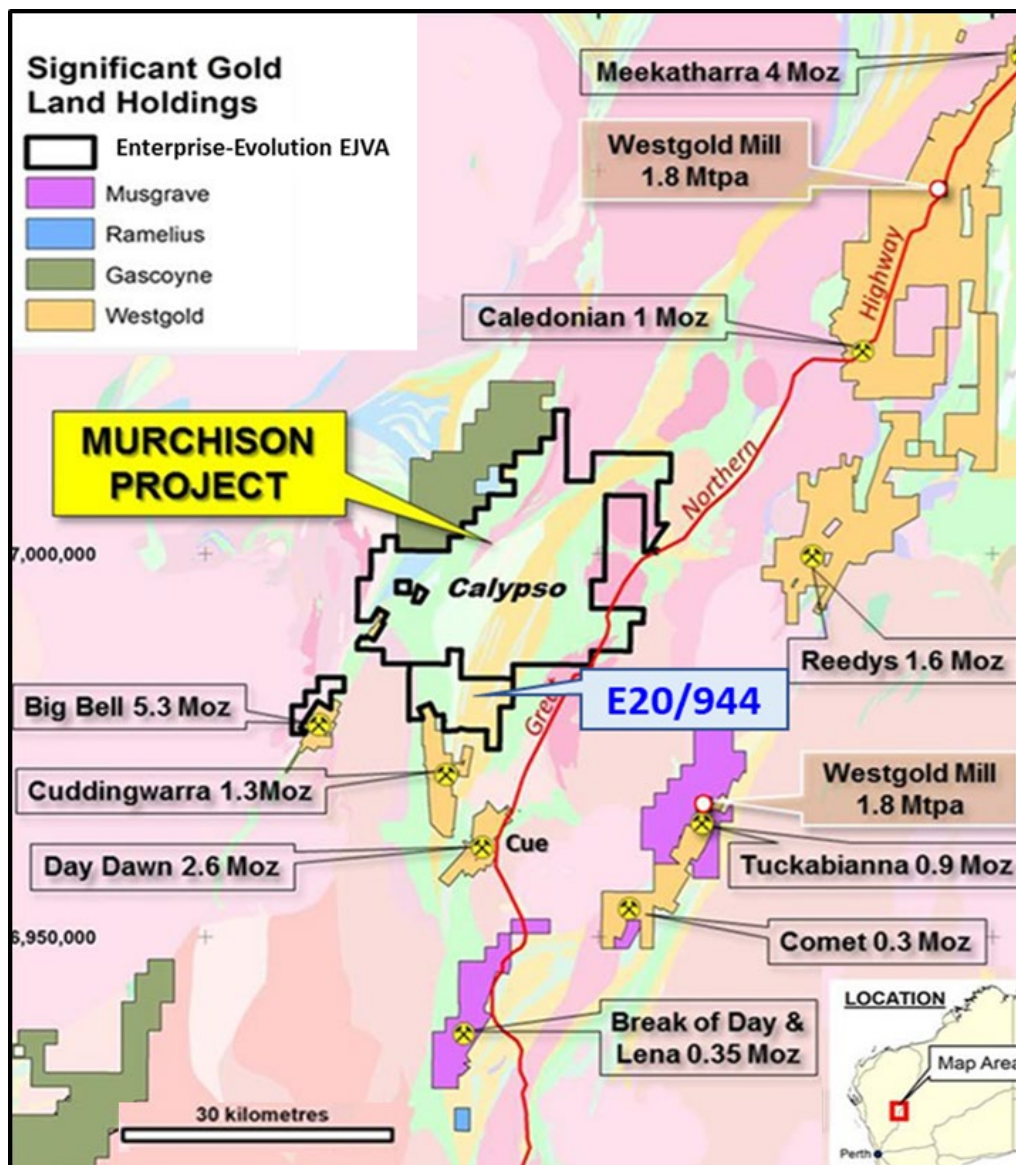 Significant Gold
Land Holdings
Enterprise-Evolution EJVA
Musgrave
Ramelius
Gascoyne
Westgold
Meekatharra 4 Moz
Westgold Mill
1.8 Mtpa
Highway
Caledonian 1 Moz
MURCHISON
PROJECT
Northern
7,000,000
Calypso
Reedys 1.6 Moz
E20/944
Big Bell 5.3 Moz
Cuddingwarra 1.3Moz
Westgold Mill
1.8 Mtpa
Cue
Day Dawn 2.6 Moz
Tuckabianna 0.9 Moz
6,950,000
Comet 0.3 Moz
Break of Day &
Lena 0.35 Moz
LOCATION
Map Area
Perth
30 kilometres